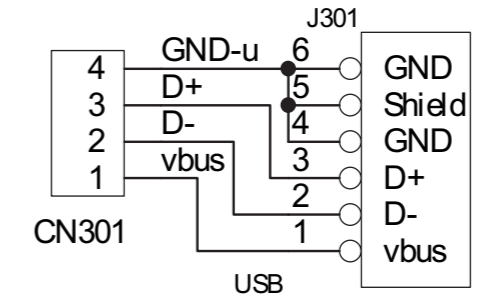 J301
GND-u 6
4 GND
D+ 5
3 Shield
D- 4
2 GND
vbus 3
1 D+
2
D-
CN301 1
vbus
USB